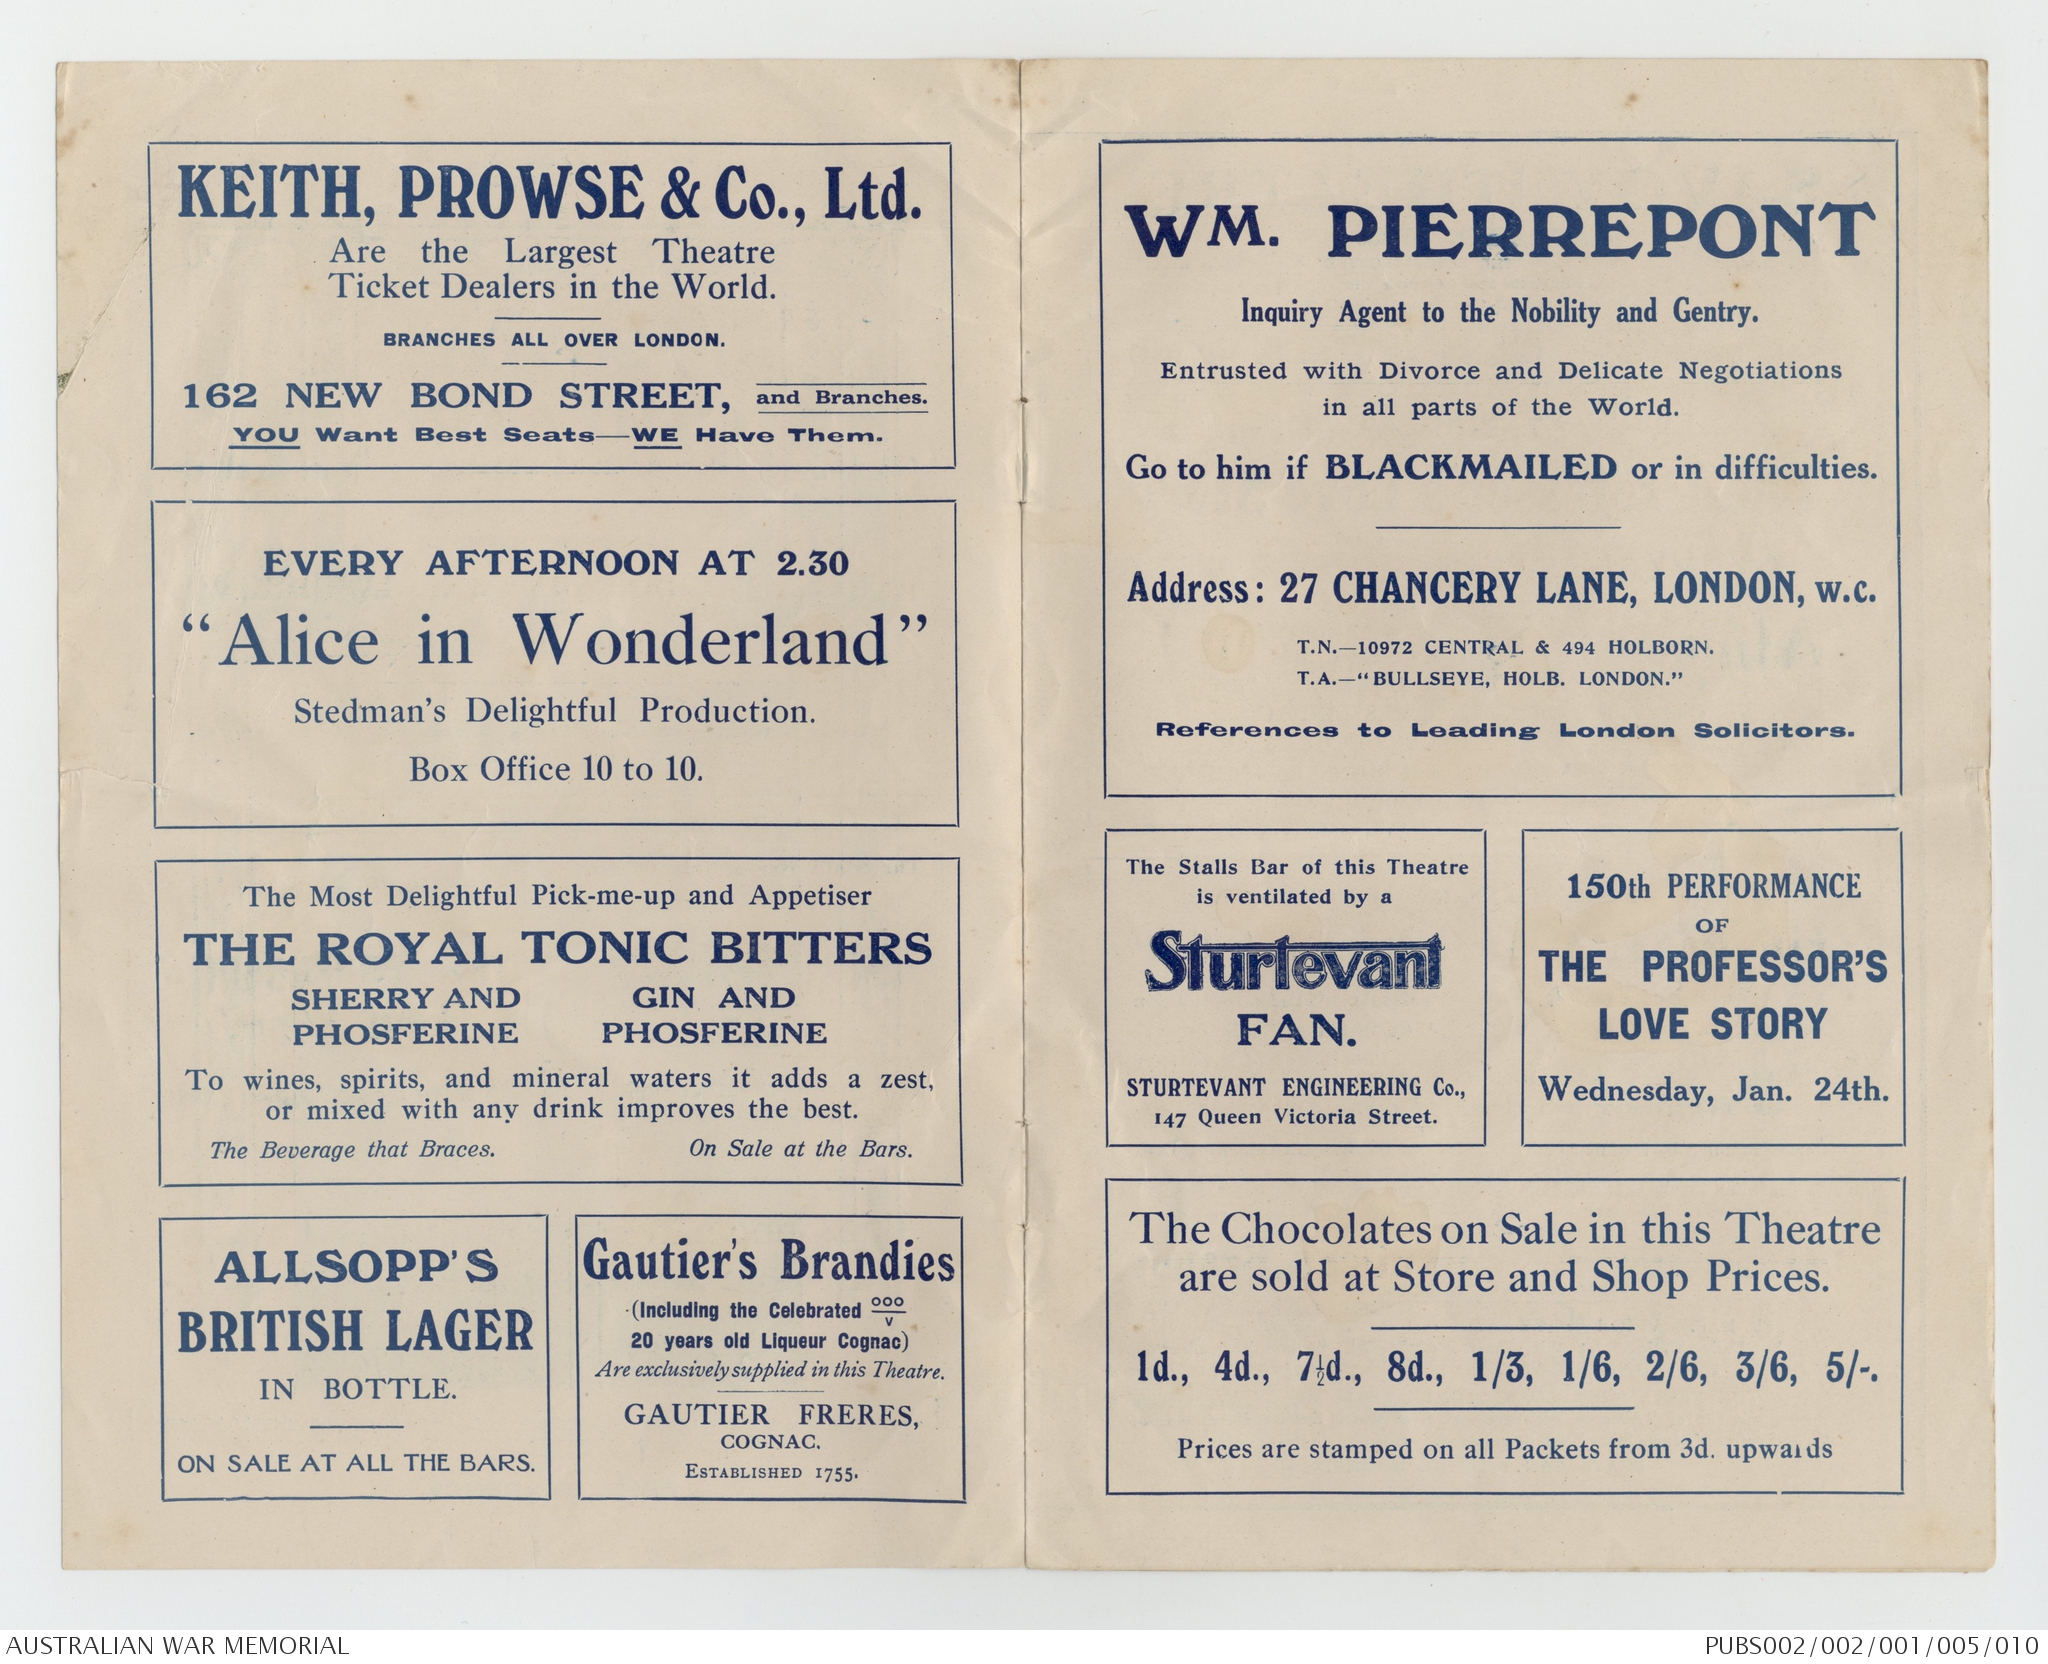 KEITH, PROWSE & Co., Ltd.
Are the Largest Theatre
Ticket Dealers in the World.
BRANCHES ALL OVER LONDON.
162 NEW BOND STREET, and Branches.
YOU Want Best Seats—WE Have Them.
EVERY AFTERNOON AT 2.30
"Alice in Wonderland"
Stedman's Delightful Production.
Box Office 10 to 10.
The Most Delightful Pick-me-up and Appetiser
THE ROYAL TONIC BITTERS
SHERRY AND PHOSFERINE
GIN AND PHOSFERINE
To wines, spirits, and mineral waters it adds a zest,
or mixed with any drink improves the best.
The Beverage that Braces. On Sale at the Bars.
ALLSOPP'S
BRITISH LAGER
IN BOTTLE.
ON SALE AT ALL THE BARS.
Gautier's Brandies
(Including the Celebrated ooo/v
20 years old Liqueur Cognac)
Are exclusively supplied in this Theatre.
GAUTIER FRERES,
COGNAC.
ESTABLISHED 1755.
WM. PIERREPONT
Inquiry Agent to the Nobility and Gentry.
Entrusted with Divorce and Delicate Negotiations
in all parts of the World.
Go to him if BLACKMAILED or in difficulties.
Address: 27 CHANCERY LANE, LONDON, W.C.
T.N.—10972 CENTRAL & 494 HOLBORN.
T.A.—"BULLSEYE, HOLB. LONDON."
References to Leading London Solicitors.
The Stalls Bar of this Theatre
is ventilated by a
Sturtevant
FAN.
STURTEVANT ENGINEERING Co.,
147 Queen Victoria Street.
150th PERFORMANCE
OF
THE PROFESSOR'S
LOVE STORY
Wednesday, Jan. 24th.
The Chocolates on Sale in this Theatre
are sold at Store and Shop Prices.
1d., 4d., 7½d., 8d., 1/3, 1/6, 2/6, 3/6, 5/-.
Prices are stamped on all Packets from 3d. upwards
AUSTRALIAN WAR MEMORIAL
PUBS002/002/001/005/010